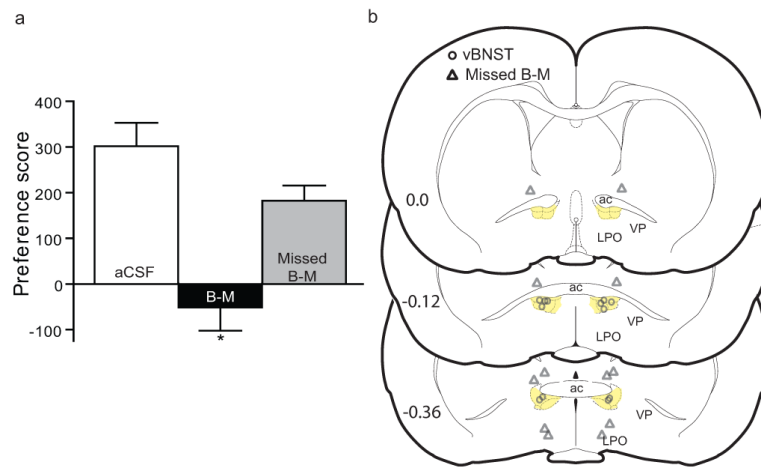 a
Preference score
400
300
200
100
0
-100
aCSF
B-M
*
Missed
B-M
b
vBNST
Missed B-M
0.0
ac
VP
LPO
-0.12
ac
VP
LPO
-0.36
ac
VP
LPO